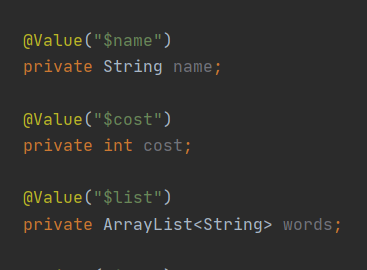 @Value("$name")
private String name;
@Value("$cost")
private int cost;
@Value("$list")
private ArrayList<String> words;